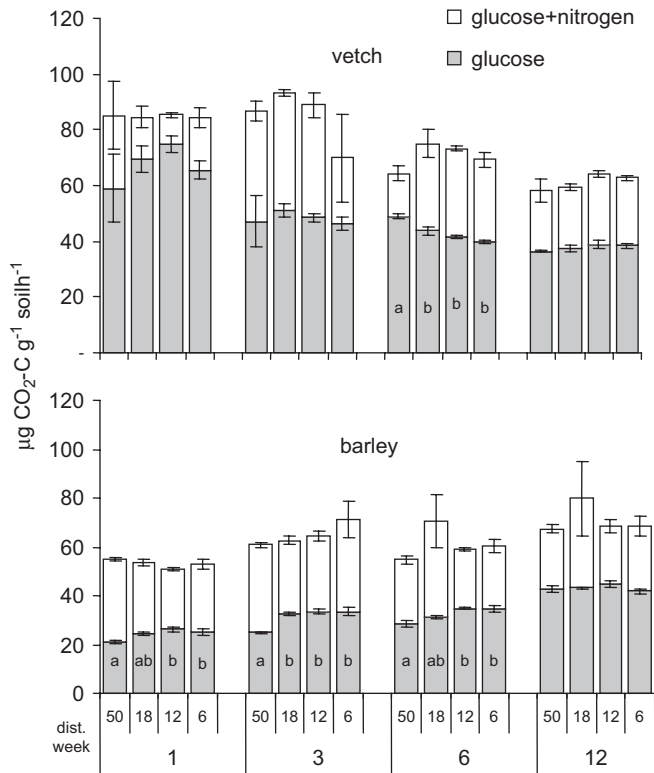 120
glucose+nitrogen
vetch
glucose
100
80
60
40
20
a b b b
-
µg CO₂-C g⁻¹ soilh⁻¹
120
barley
100
80
60
40
20
a ab b b a b b b a ab b b
0
dist. 50 18 12 6 50 18 12 6 50 18 12 6 50 18 12 6
week 1 3 6 12